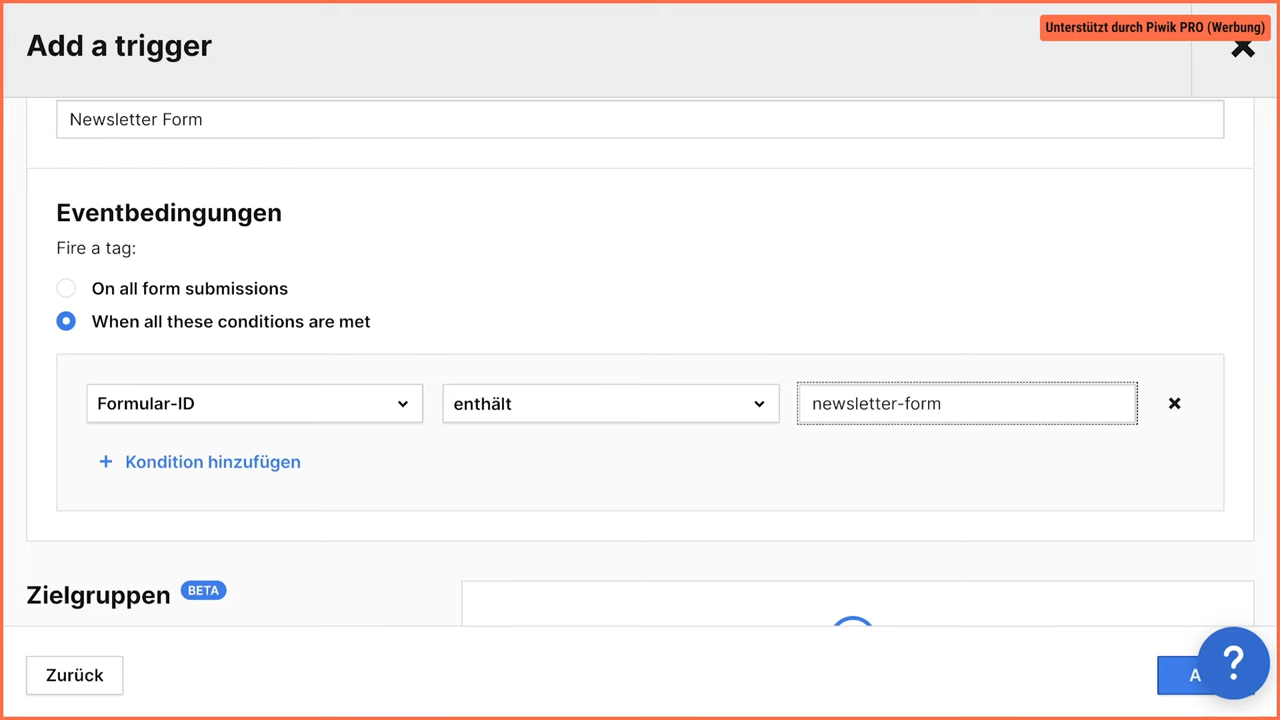 Unterstützt durch Piwik PRO (Werbung)
Add a trigger
Newsletter Form
Eventbedingungen
Fire a tag:
On all form submissions
When all these conditions are met
Formular-ID enthält newsletter-form
+ Kondition hinzufügen
Zielgruppen BETA
Zurück A ?